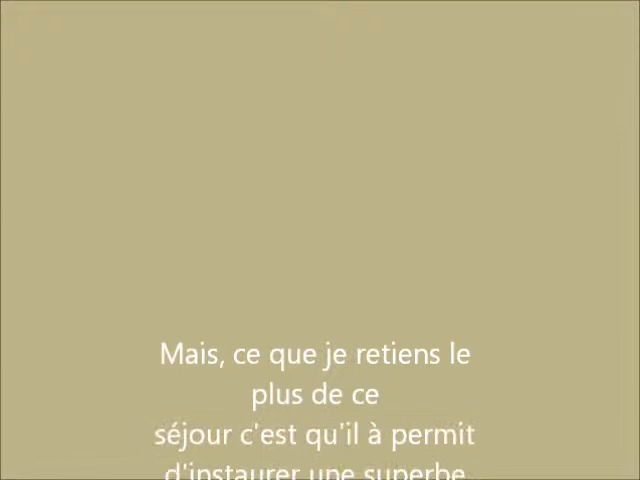 Mais, ce que je retiens le
plus de ce
séjour c'est qu'il à permit
d'instaurer une superbe